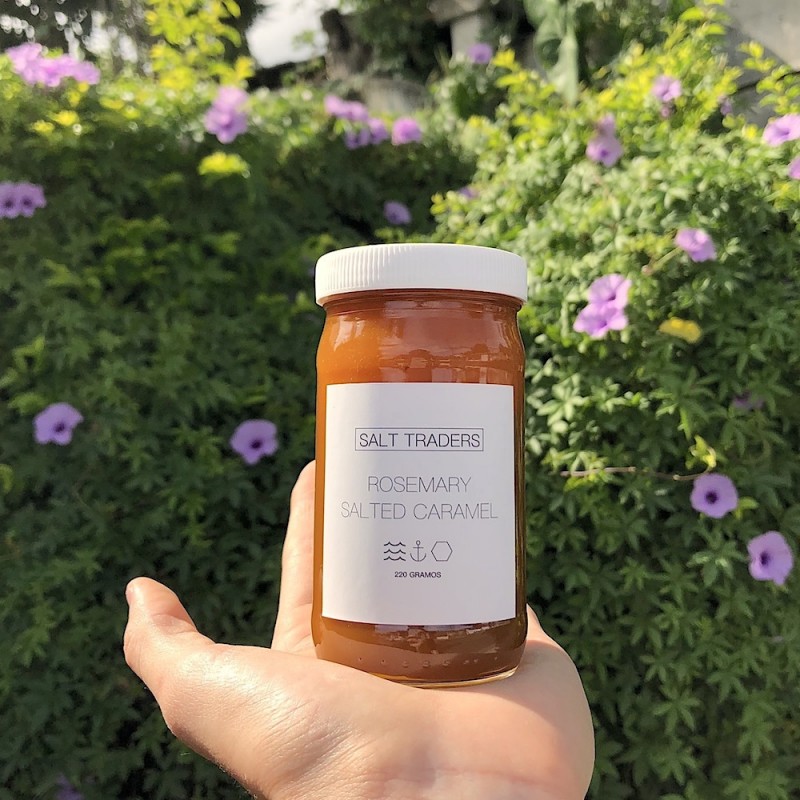 SALT TRADERS
ROSEMARY
SALTED CARAMEL
220 GRAMOS